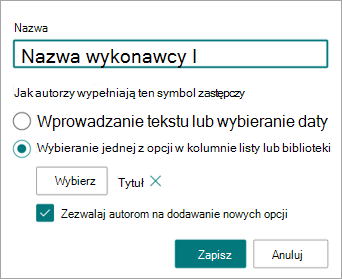 Nazwa
Nazwa wykonawcy I
Jak autorzy wypełniają ten symbol zastępczy
Wprowadzanie tekstu lub wybieranie daty
Wybieranie jednej z opcji w kolumnie listy lub biblioteki
Wybierz Tytuł
Zezwalaj autorom na dodawanie nowych opcji
Zapisz Anuluj